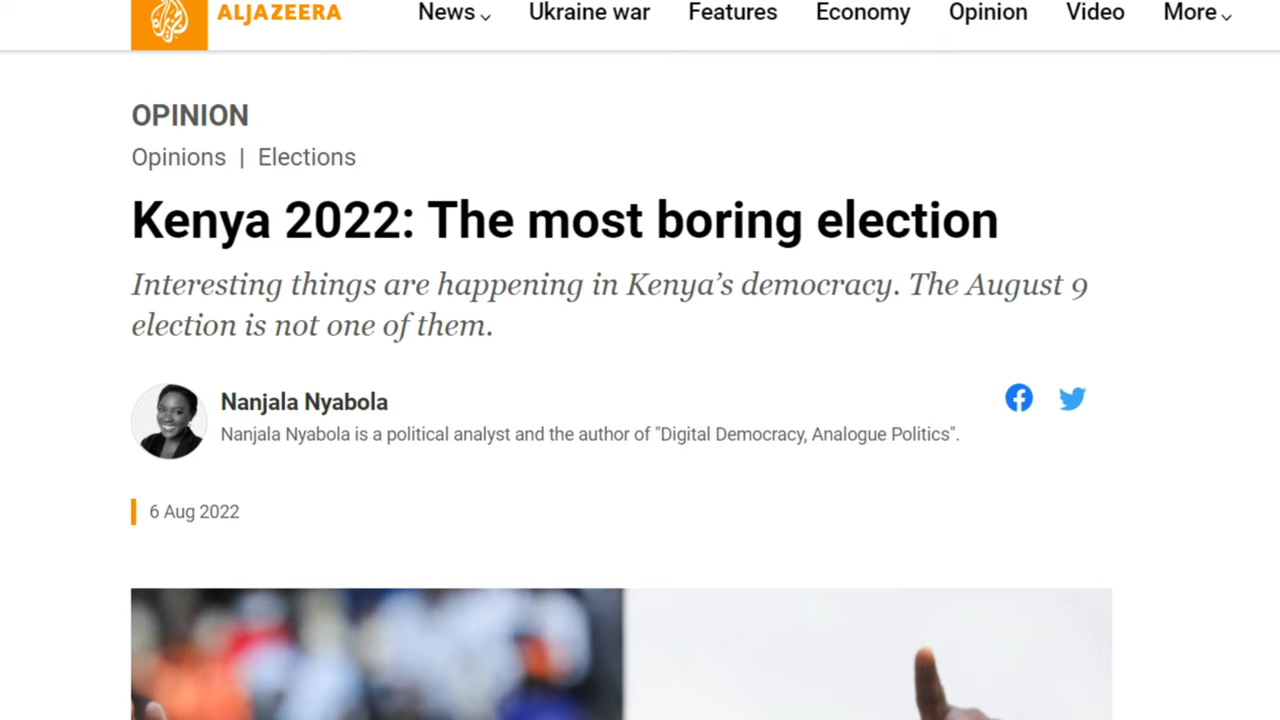 ALJAZEERA
News Ukraine war Features Economy Opinion Video More
OPINION
Opinions | Elections
Kenya 2022: The most boring election
Interesting things are happening in Kenya’s democracy. The August 9
election is not one of them.
Nanjala Nyabola
Nanjala Nyabola is a political analyst and the author of "Digital Democracy, Analogue Politics".
6 Aug 2022